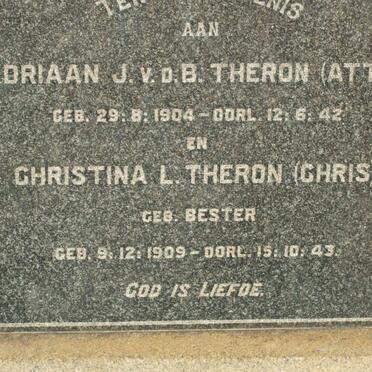 AAN
DRIAAN J. V.D.B. THERON (ATT
GEB. 29:8:1904 – OORL. 12:6:42
EN
CHRISTINA L. THERON (CHRIS
GEB. BESTER
GEB. 9:12:1909 – OORL. 15:10:43.
GOD IS LIEFDE.